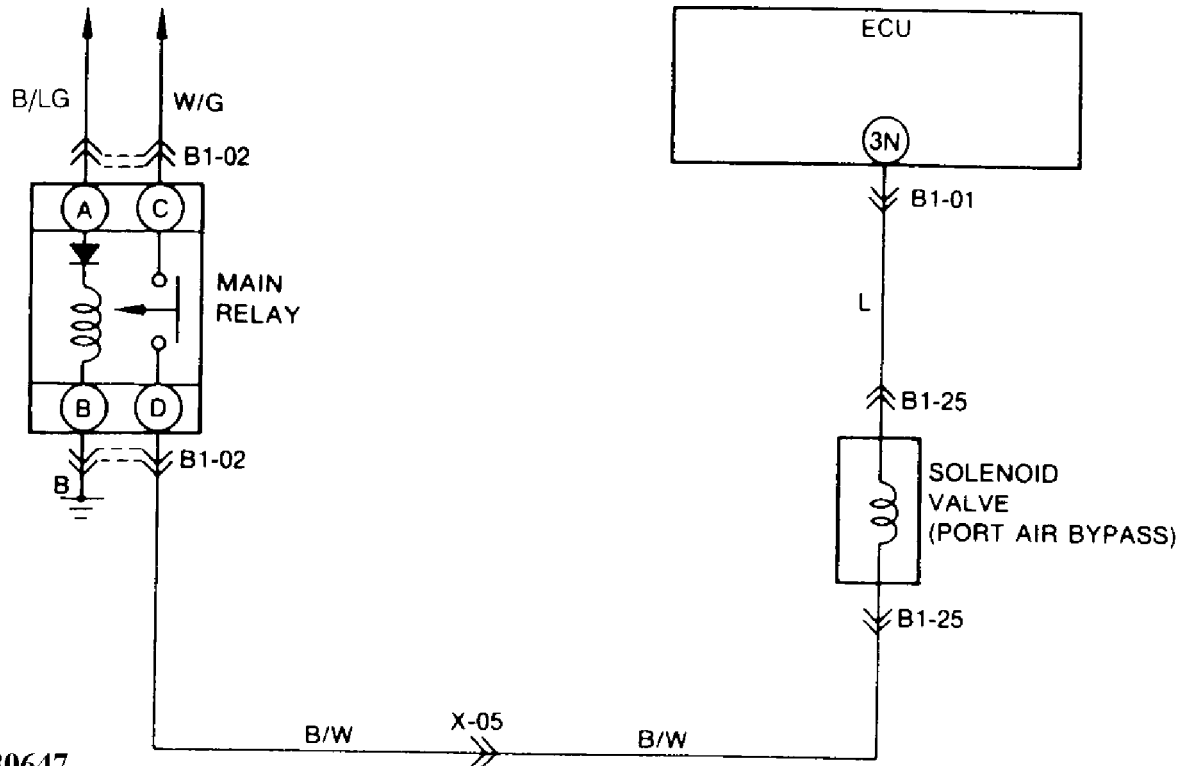 ECU
B/LG
W/G
3N
B1-02
B1-01
A
C
MAIN
RELAY
L
B
D
B1-25
B1-02
B
SOLENOID
VALVE
(PORT AIR BYPASS)
B1-25
X-05
B/W
B/W